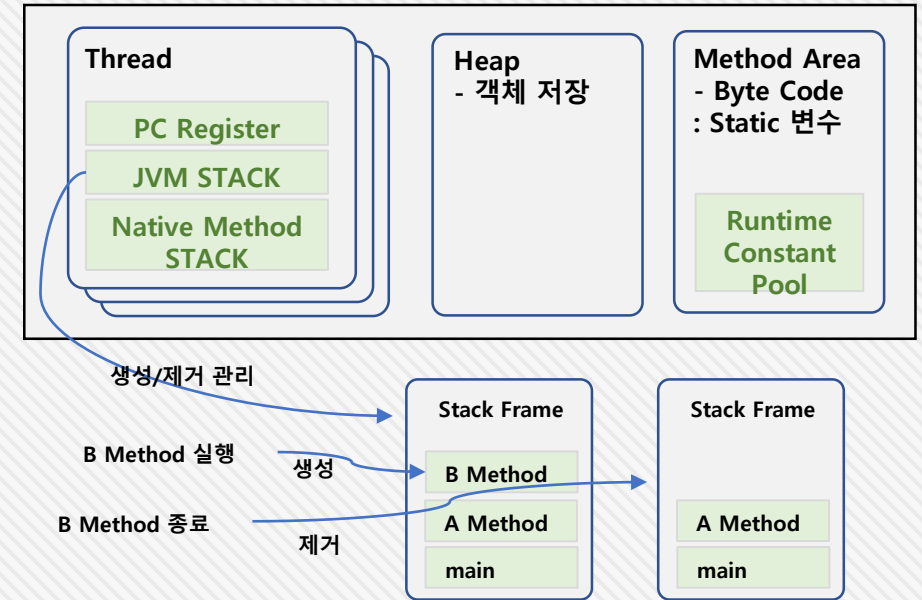 Thread
PC Register
JVM STACK
Native Method
STACK
Heap
- 객체 저장
Method Area
- Byte Code
: Static 변수
Runtime
Constant
Pool
생성/제거 관리
B Method 실행
생성
B Method 종료
제거
Stack Frame
B Method
A Method
main
Stack Frame
A Method
main